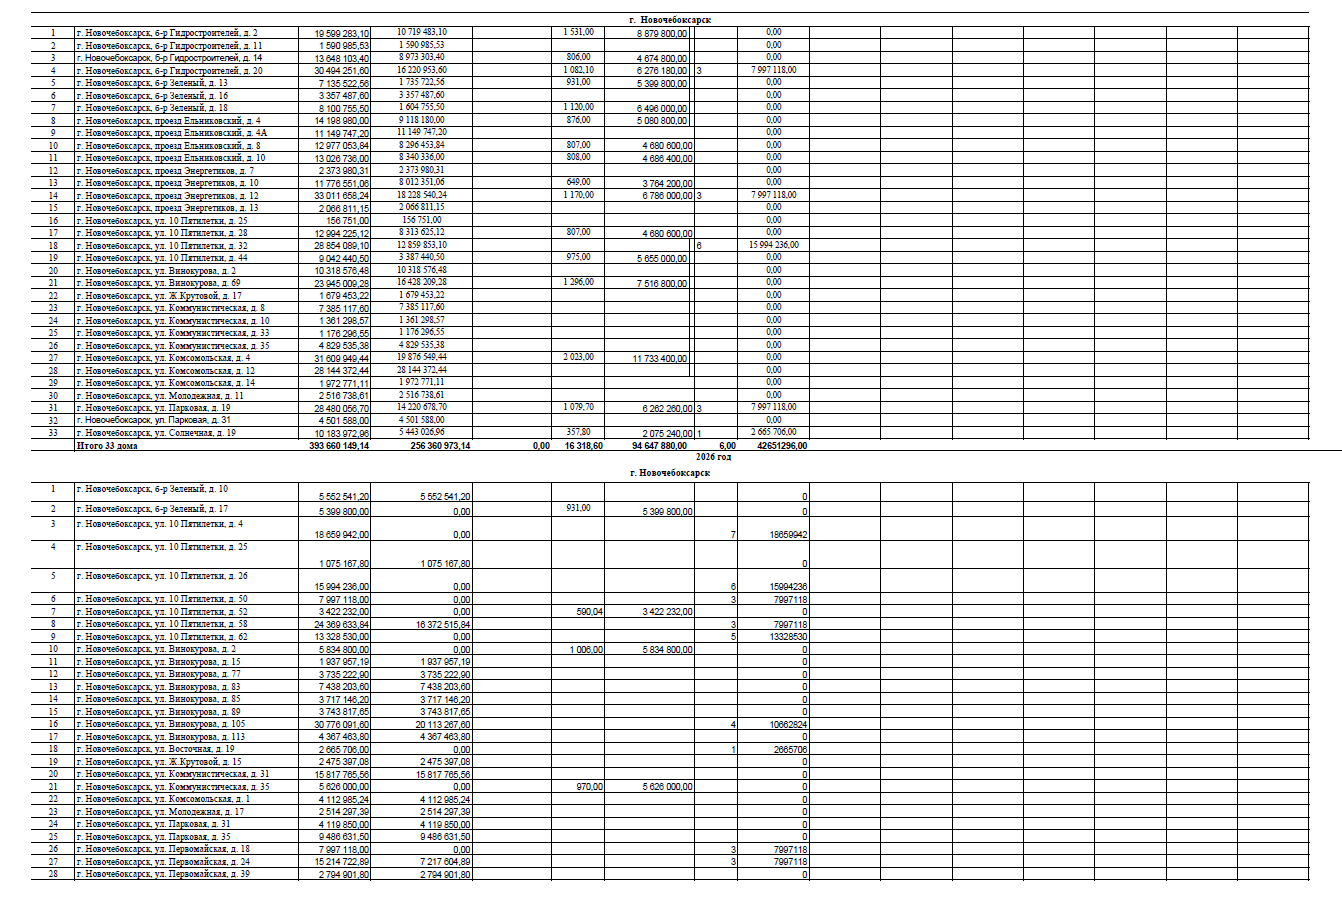 г. Новочебоксарск
1 г. Новочебоксарск, б-р Гидростроителей, д. 2 19 599 283,10 10 719 483,10 1 531,00 8 879 800,00 0,00
2 г. Новочебоксарск, б-р Гидростроителей, д. 11 1 590 985,53 1 590 985,53 0,00
3 г. Новочебоксарск, б-р Гидростроителей, д. 14 13 648 103,40 8 973 303,40 806,00 4 674 800,00 0,00
4 г. Новочебоксарск, б-р Гидростроителей, д. 20 30 494 251,60 16 220 953,60 1 082,10 6 276 180,00 3 7 997 118,00
5 г. Новочебоксарск, б-р Зеленый, д. 13 7 135 522,56 1 735 722,56 931,00 5 399 800,00 0,00
6 г. Новочебоксарск, б-р Зеленый, д. 16 3 357 487,60 3 357 487,60 0,00
7 г. Новочебоксарск, б-р Зеленый, д. 18 8 100 755,50 1 604 755,50 1 120,00 6 496 000,00 0,00
8 г. Новочебоксарск, проезд Ельниковский, д. 4 14 198 980,00 9 118 180,00 876,00 5 080 800,00 0,00
9 г. Новочебоксарск, проезд Ельниковский, д. 4А 11 149 747,20 11 149 747,20 0,00
10 г. Новочебоксарск, проезд Ельниковский, д. 8 12 977 053,84 8 296 453,84 807,00 4 680 600,00 0,00
11 г. Новочебоксарск, проезд Ельниковский, д. 10 13 026 736,00 8 340 336,00 808,00 4 686 400,00 0,00
12 г. Новочебоксарск, проезд Энергетиков, д. 7 2 373 980,31 2 373 980,31 0,00
13 г. Новочебоксарск, проезд Энергетиков, д. 10 11 776 551,06 8 012 351,06 649,00 3 764 200,00 0,00
14 г. Новочебоксарск, проезд Энергетиков, д. 12 33 011 658,24 18 228 540,24 1 170,00 6 786 000,00 3 7 997 118,00
15 г. Новочебоксарск, проезд Энергетиков, д. 13 2 066 811,15 2 066 811,15 0,00
16 г. Новочебоксарск, ул. 10 Пятилетки, д. 25 156 751,00 156 751,00 0,00
17 г. Новочебоксарск, ул. 10 Пятилетки, д. 28 12 994 225,12 8 313 625,12 807,00 4 680 600,00 0,00
18 г. Новочебоксарск, ул. 10 Пятилетки, д. 32 28 854 089,10 12 859 853,10 6 15 994 236,00
19 г. Новочебоксарск, ул. 10 Пятилетки, д. 44 9 042 440,50 3 387 440,50 975,00 5 655 000,00 0,00
20 г. Новочебоксарск, ул. Винокурова, д. 2 10 318 576,48 10 318 576,48 0,00
21 г. Новочебоксарск, ул. Винокурова, д. 69 23 945 009,28 16 428 209,28 1 296,00 7 516 800,00 0,00
22 г. Новочебоксарск, ул. Ж.Крутовой, д. 17 1 679 453,22 1 679 453,22 0,00
23 г. Новочебоксарск, ул. Коммунистическая, д. 8 7 385 117,60 7 385 117,60 0,00
24 г. Новочебоксарск, ул. Коммунистическая, д. 10 1 361 298,57 1 361 298,57 0,00
25 г. Новочебоксарск, ул. Коммунистическая, д. 33 1 176 296,55 1 176 296,55 0,00
26 г. Новочебоксарск, ул. Коммунистическая, д. 35 4 829 535,38 4 829 535,38 0,00
27 г. Новочебоксарск, ул. Комсомольская, д. 4 31 609 949,44 19 876 549,44 2 023,00 11 733 400,00 0,00
28 г. Новочебоксарск, ул. Комсомольская, д. 12 28 144 372,44 28 144 372,44 0,00
29 г. Новочебоксарск, ул. Комсомольская, д. 14 1 972 771,11 1 972 771,11 0,00
30 г. Новочебоксарск, ул. Молодежная, д. 11 2 516 738,61 2 516 738,61 0,00
31 г. Новочебоксарск, ул. Парковая, д. 19 28 480 056,70 14 220 678,70 1 079,70 6 262 260,00 3 7 997 118,00
32 г. Новочебоксарск, ул. Парковая, д. 31 4 501 588,00 4 501 588,00 0,00
33 г. Новочебоксарск, ул. Солнечная, д. 19 10 183 972,96 5 443 026,96 357,80 2 075 240,00 1 2 665 706,00
Итого 33 дома 393 660 149,14 256 360 973,14 0,00 16 318,60 94 647 880,00 6,00 42651296,00
2026 год
г. Новочебоксарск
1 г. Новочебоксарск, б-р Зеленый, д. 10 5 552 541,20 5 552 541,20 0
2 г. Новочебоксарск, б-р Зеленый, д. 17 5 399 800,00 0,00 931,00 5 399 800,00 0
3 г. Новочебоксарск, ул. 10 Пятилетки, д. 4 18 659 942,00 0,00 7 18659942
4 г. Новочебоксарск, ул. 10 Пятилетки, д. 25 1 075 167,80 1 075 167,80 0
5 г. Новочебоксарск, ул. 10 Пятилетки, д. 26 15 994 236,00 0,00 6 15994236
6 г. Новочебоксарск, ул. 10 Пятилетки, д. 50 7 997 118,00 0,00 3 7997118
7 г. Новочебоксарск, ул. 10 Пятилетки, д. 52 3 422 232,00 0,00 590,04 3 422 232,00 0
8 г. Новочебоксарск, ул. 10 Пятилетки, д. 58 24 369 633,84 16 372 515,84 3 7997118
9 г. Новочебоксарск, ул. 10 Пятилетки, д. 62 13 328 530,00 0,00 5 13328530
10 г. Новочебоксарск, ул. Винокурова, д. 2 5 834 800,00 0,00 1 006,00 5 834 800,00 0
11 г. Новочебоксарск, ул. Винокурова, д. 15 1 937 957,19 1 937 957,19 0
12 г. Новочебоксарск, ул. Винокурова, д. 77 3 735 222,90 3 735 222,90 0
13 г. Новочебоксарск, ул. Винокурова, д. 83 7 438 203,60 7 438 203,60 0
14 г. Новочебоксарск, ул. Винокурова, д. 85 3 717 146,20 3 717 146,20 0
15 г. Новочебоксарск, ул. Винокурова, д. 89 3 743 817,65 3 743 817,65 0
16 г. Новочебоксарск, ул. Винокурова, д. 105 30 776 091,60 20 113 267,60 4 10662824
17 г. Новочебоксарск, ул. Винокурова, д. 113 4 367 463,80 4 367 463,80 0
18 г. Новочебоксарск, ул. Восточная, д. 19 2 665 706,00 0,00 1 2665706
19 г. Новочебоксарск, ул. Ж.Крутовой, д. 15 2 475 397,08 2 475 397,08 0
20 г. Новочебоксарск, ул. Коммунистическая, д. 31 15 817 765,56 15 817 765,56 0
21 г. Новочебоксарск, ул. Коммунистическая, д. 35 5 626 000,00 0,00 970,00 5 626 000,00 0
22 г. Новочебоксарск, ул. Комсомольская, д. 1 4 112 985,24 4 112 985,24 0
23 г. Новочебоксарск, ул. Молодежная, д. 17 2 514 297,39 2 514 297,39 0
24 г. Новочебоксарск, ул. Парковая, д. 31 4 119 850,00 4 119 850,00 0
25 г. Новочебоксарск, ул. Парковая, д. 35 9 486 631,50 9 486 631,50 0
26 г. Новочебоксарск, ул. Первомайская, д. 18 7 997 118,00 0,00 3 7997118
27 г. Новочебоксарск, ул. Первомайская, д. 24 15 214 722,89 7 217 604,89 3 7997118
28 г. Новочебоксарск, ул. Первомайская, д. 39 2 794 901,80 2 794 901,80 0